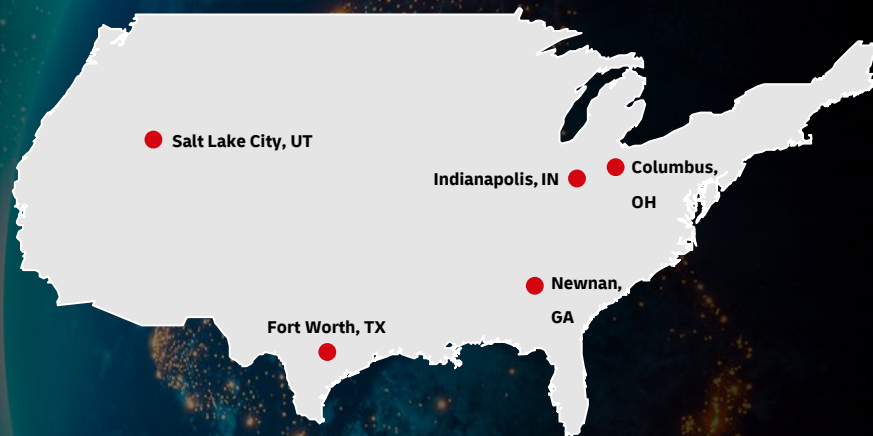 Salt Lake City, UT
Indianapolis, IN
Columbus,
OH
Newnan,
GA
Fort Worth, TX